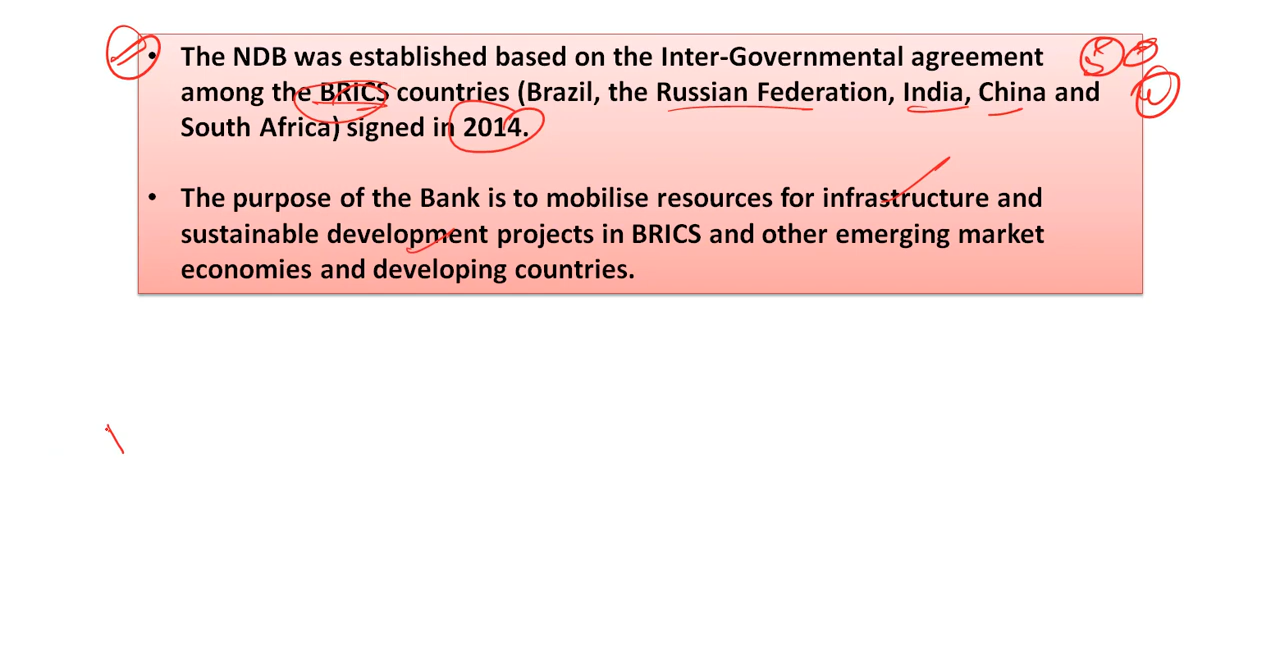 • The NDB was established based on the Inter-Governmental agreement
among the BRICS countries (Brazil, the Russian Federation, India, China and
South Africa) signed in 2014.
• The purpose of the Bank is to mobilise resources for infrastructure and
sustainable development projects in BRICS and other emerging market
economies and developing countries.